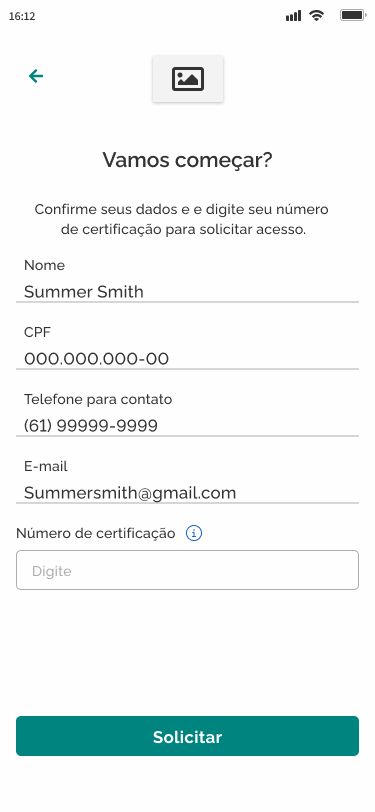 16:12
Vamos começar?
Confirme seus dados e e digite seu número
de certificação para solicitar acesso.
Nome
Summer Smith
CPF
000.000.000-00
Telefone para contato
(61) 99999-9999
E-mail
Summersmith@gmail.com
Número de certificação
Digite
Solicitar